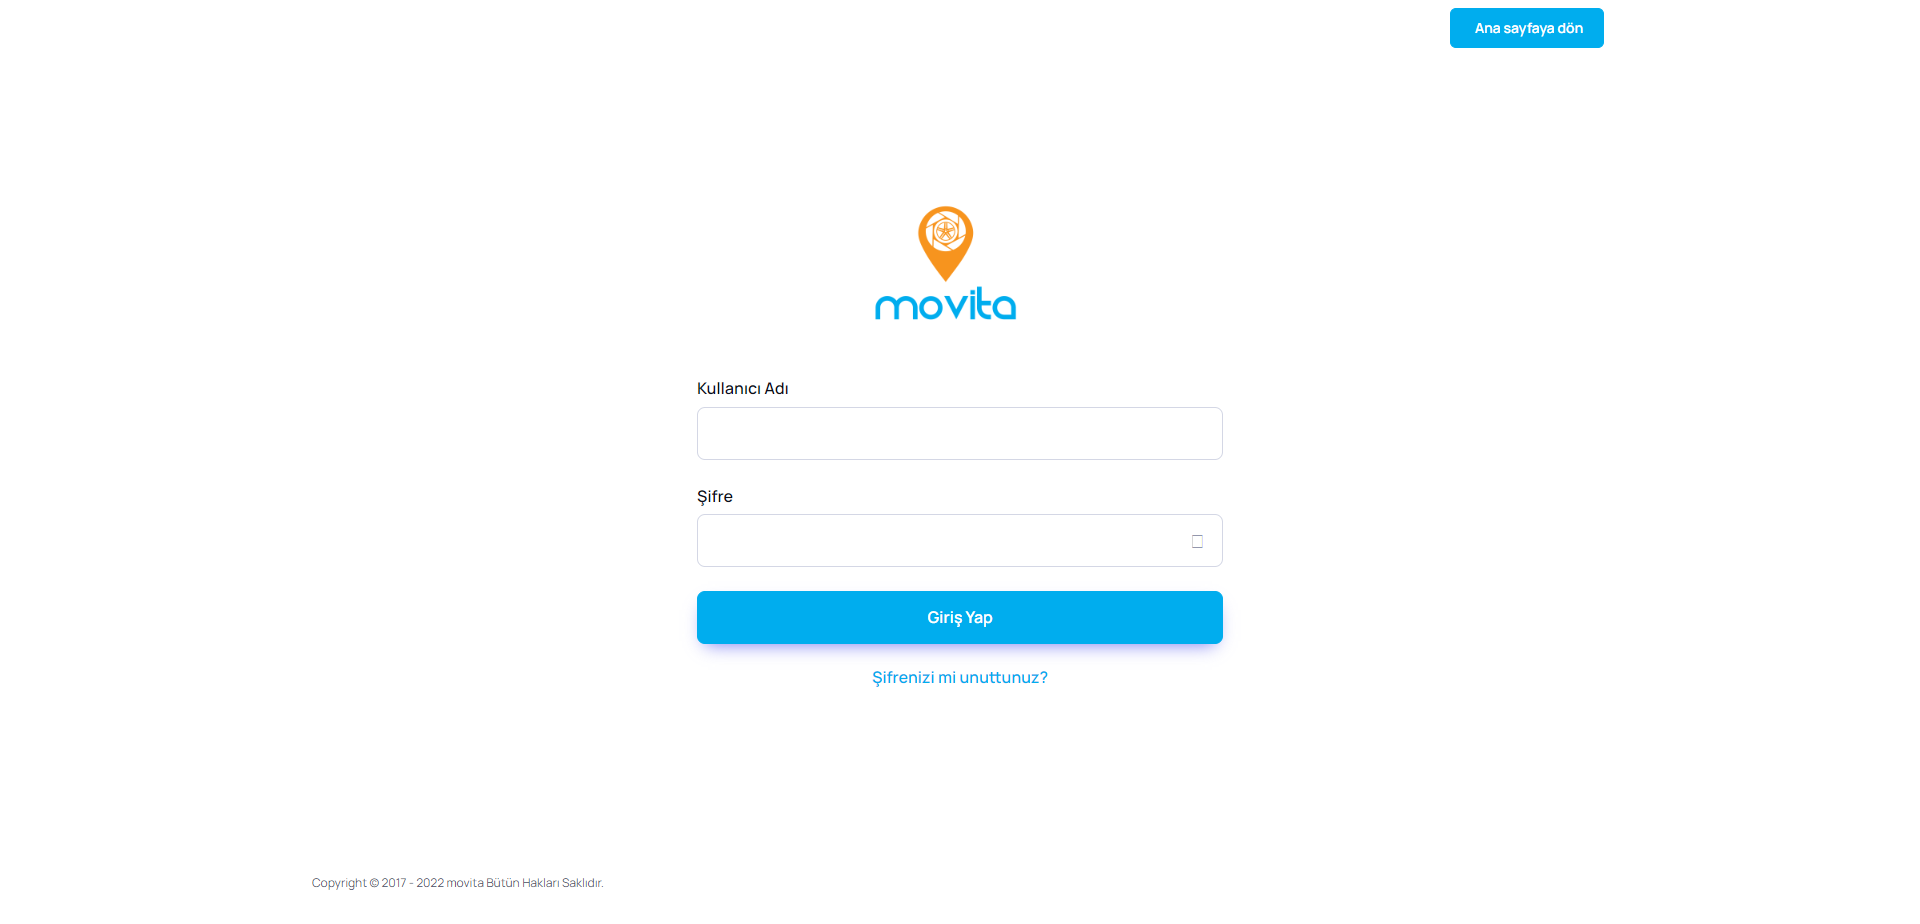 Ana sayfaya dön
movita
Kullanıcı Adı
Şifre
Giriş Yap
Şifrenizi mi unuttunuz?
Copyright © 2017 - 2022 movita Bütün Hakları Saklıdır.